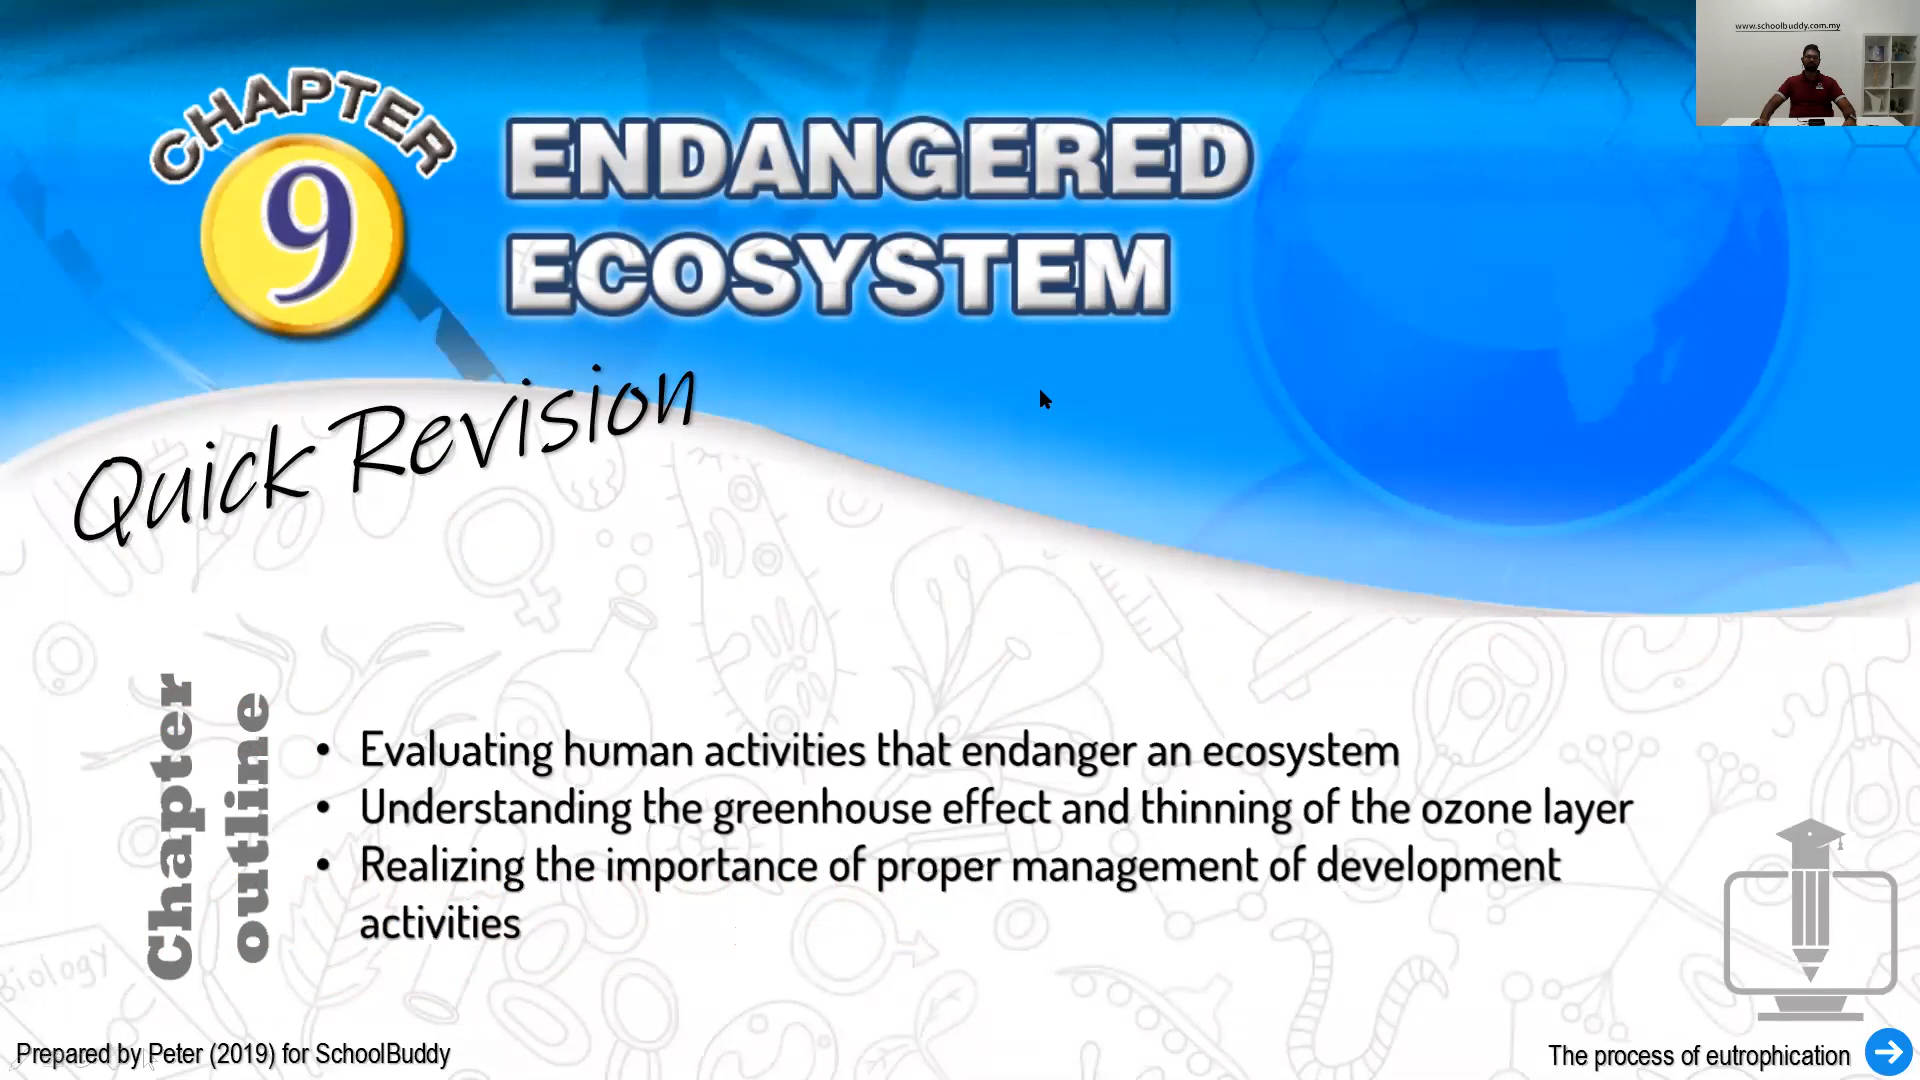 www.schoolbuddy.com.my
CHAPTER
9
ENDANGERED
ECOSYSTEM
Quick Revision
Chapter
outline
• Evaluating human activities that endanger an ecosystem
• Understanding the greenhouse effect and thinning of the ozone layer
• Realizing the importance of proper management of development
activities
Biology
Prepared by Peter (2019) for SchoolBuddy
The process of eutrophication